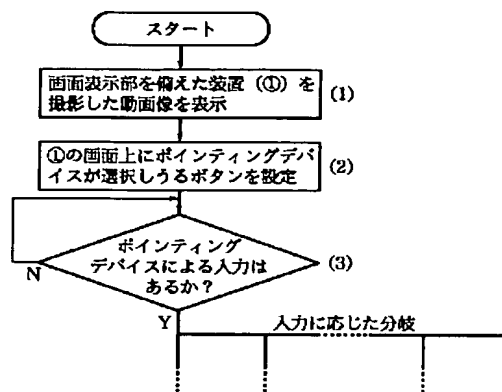 スタート
画面表示部を備えた装置(①)を
撮影した動画像を表示
(1)
①の画面上にポインティングデバ
イスが選択しうるボタンを設定
(2)
ポインティング
デバイスによる入力は
あるか?
(3)
N
Y
入力に応じた分岐